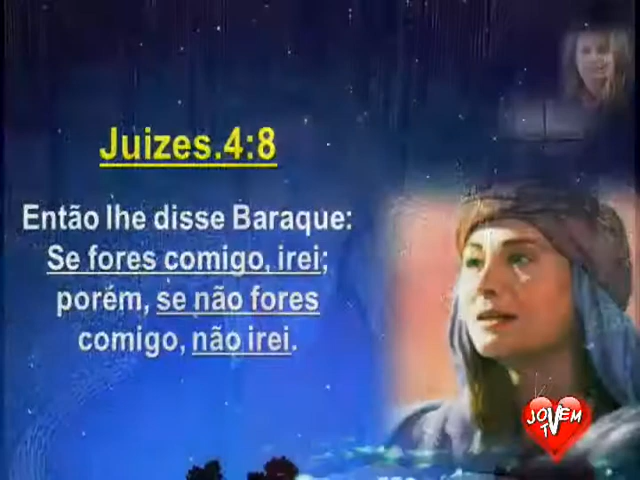 Juizes.4:8
Então lhe disse Baraque:
Se fores comigo, irei;
porém, se não fores
comigo, não irei.
JOVEM
TV